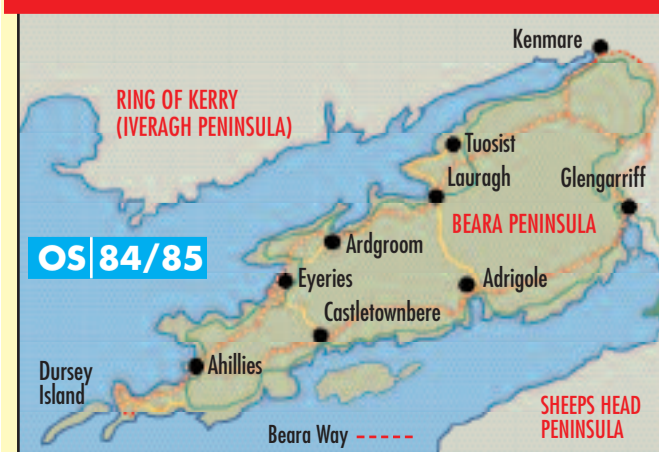 Kenmare
RING OF KERRY
(IVERAGH PENINSULA)
Tuosist
Lauragh
Glengarriff
BEARA PENINSULA
OS 84/85
Ardgroom
Eyeries
Adrigole
Castletownbere
Dursey
Island
Ahillies
SHEEPS HEAD
PENINSULA
Beara Way